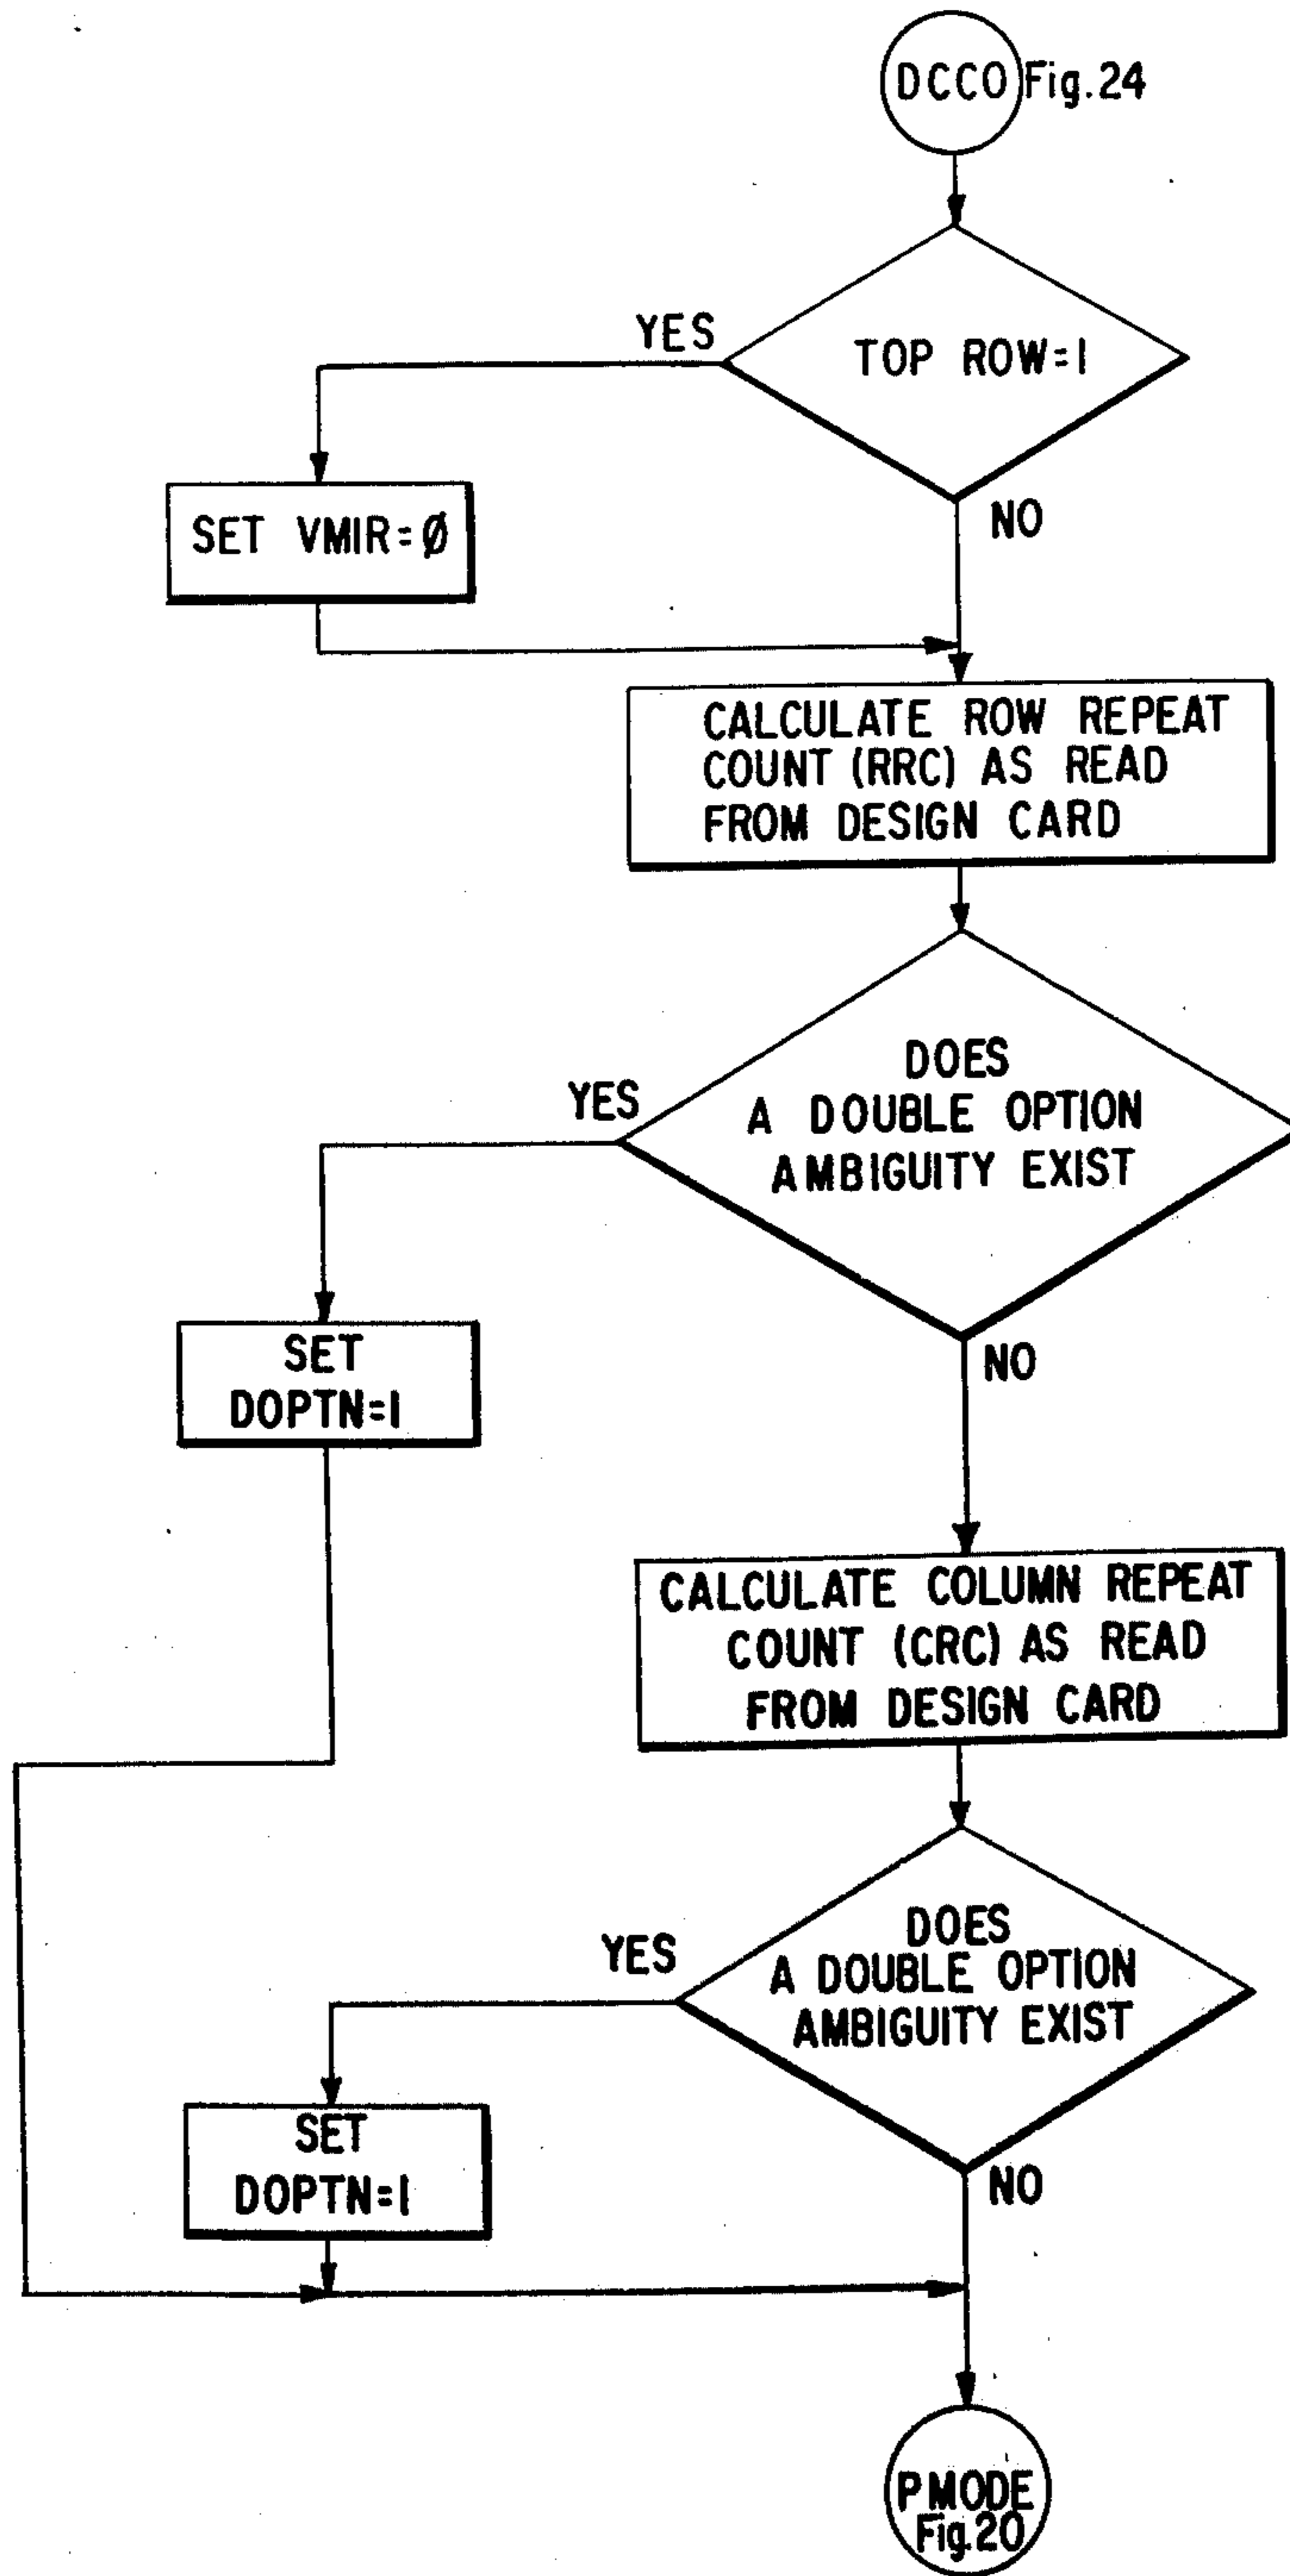 DCCO Fig.24
YES
TOP ROW=1
NO
SET VMIR=Ø
CALCULATE ROW REPEAT
COUNT (RRC) AS READ
FROM DESIGN CARD
DOES
A DOUBLE OPTION
AMBIGUITY EXIST
YES
NO
SET
DOPTN=1
CALCULATE COLUMN REPEAT
COUNT (CRC) AS READ
FROM DESIGN CARD
DOES
A DOUBLE OPTION
AMBIGUITY EXIST
YES
NO
SET
DOPTN=1
PMODE
Fig.20